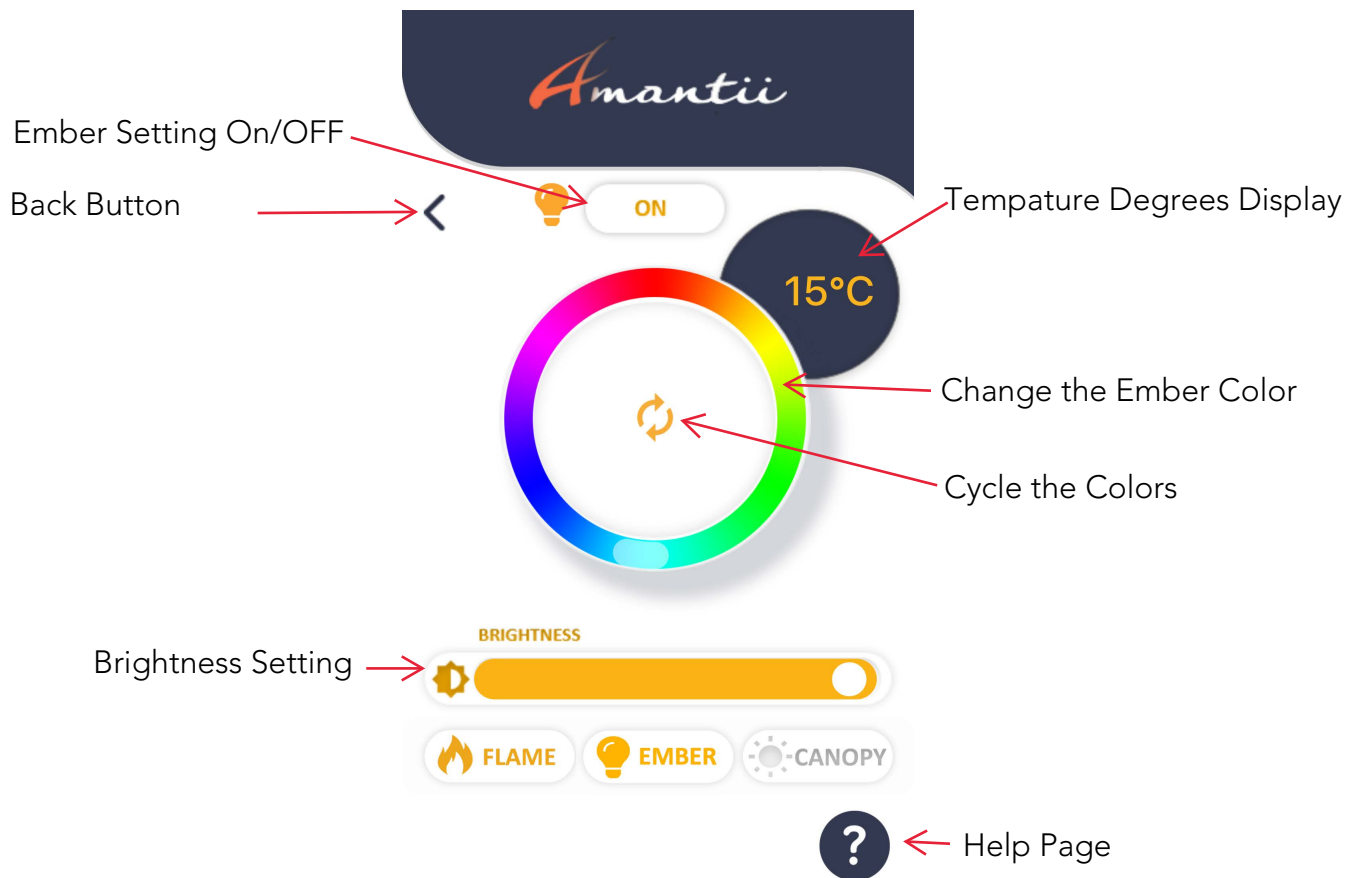 Amantii
Ember Setting On/OFF
Back Button
ON
Tempature Degrees Display
15°C
Change the Ember Color
Cycle the Colors
BRIGHTNESS
Brightness Setting
FLAME
EMBER
CANOPY
?
Help Page